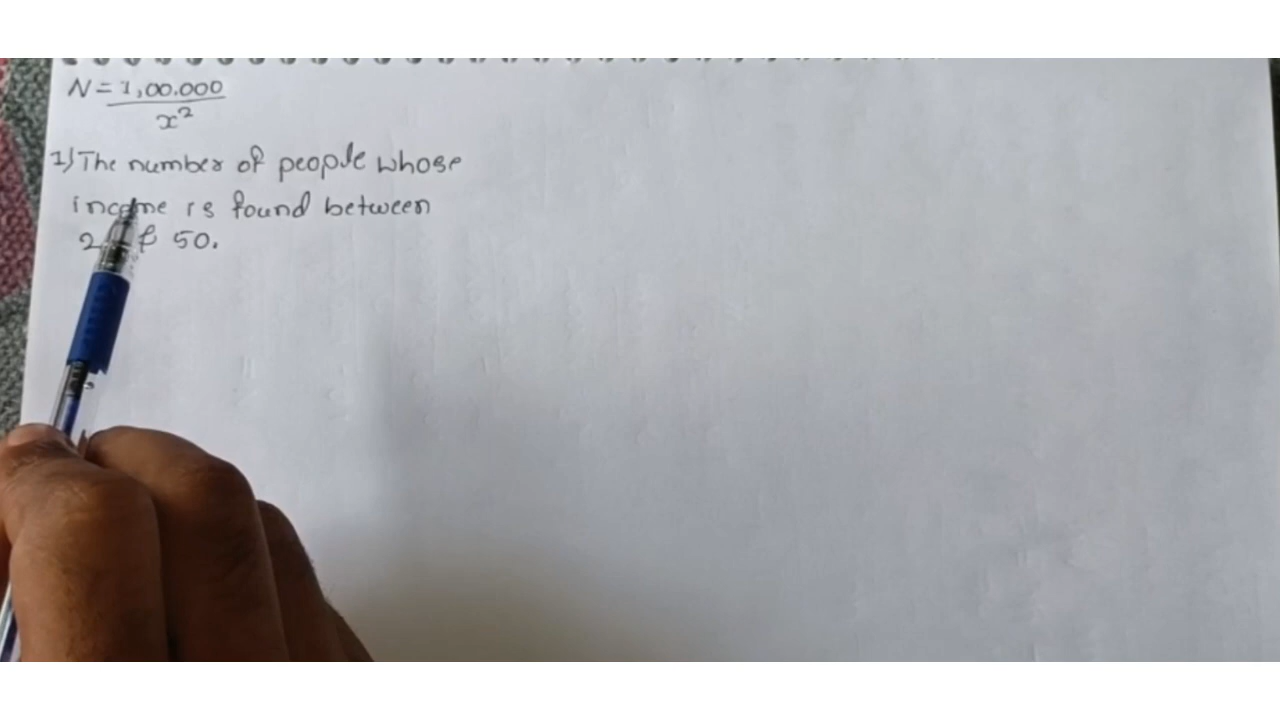 N = 1,00.000
x²
1) The number of people whose
income is found between
& 50.